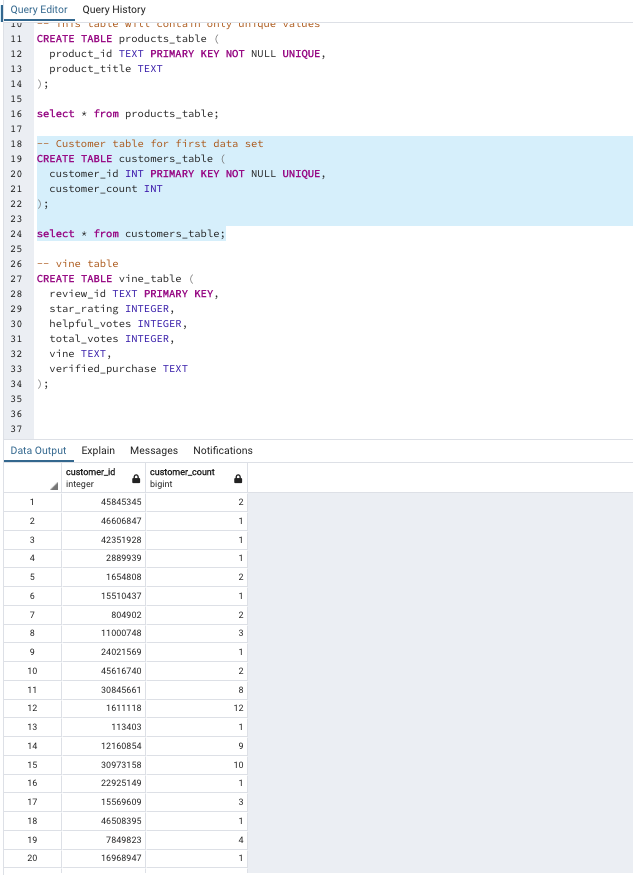 Query Editor Query History
10 -- This table will contain only unique values
11 CREATE TABLE products_table (
12 product_id TEXT PRIMARY KEY NOT NULL UNIQUE,
13 product_title TEXT
14 );
15
16 select * from products_table;
17
18 -- Customer table for first data set
19 CREATE TABLE customers_table (
20 customer_id INT PRIMARY KEY NOT NULL UNIQUE,
21 customer_count INT
22 );
23
24 select * from customers_table;
25
26 -- vine table
27 CREATE TABLE vine_table (
28 review_id TEXT PRIMARY KEY,
29 star_rating INTEGER,
30 helpful_votes INTEGER,
31 total_votes INTEGER,
32 vine TEXT,
33 verified_purchase TEXT
34 );
35
36
37
Data Output Explain Messages Notifications
customer_id customer_count
integer bigint
1 45845345 2
2 46606847 1
3 42351928 1
4 2889939 1
5 1654808 2
6 15510437 1
7 804902 2
8 11000748 3
9 24021569 1
10 45616740 2
11 30845661 8
12 1611118 12
13 113403 1
14 12160854 9
15 30973158 10
16 22925149 1
17 15569609 3
18 46508395 1
19 7849823 4
20 16968947 1